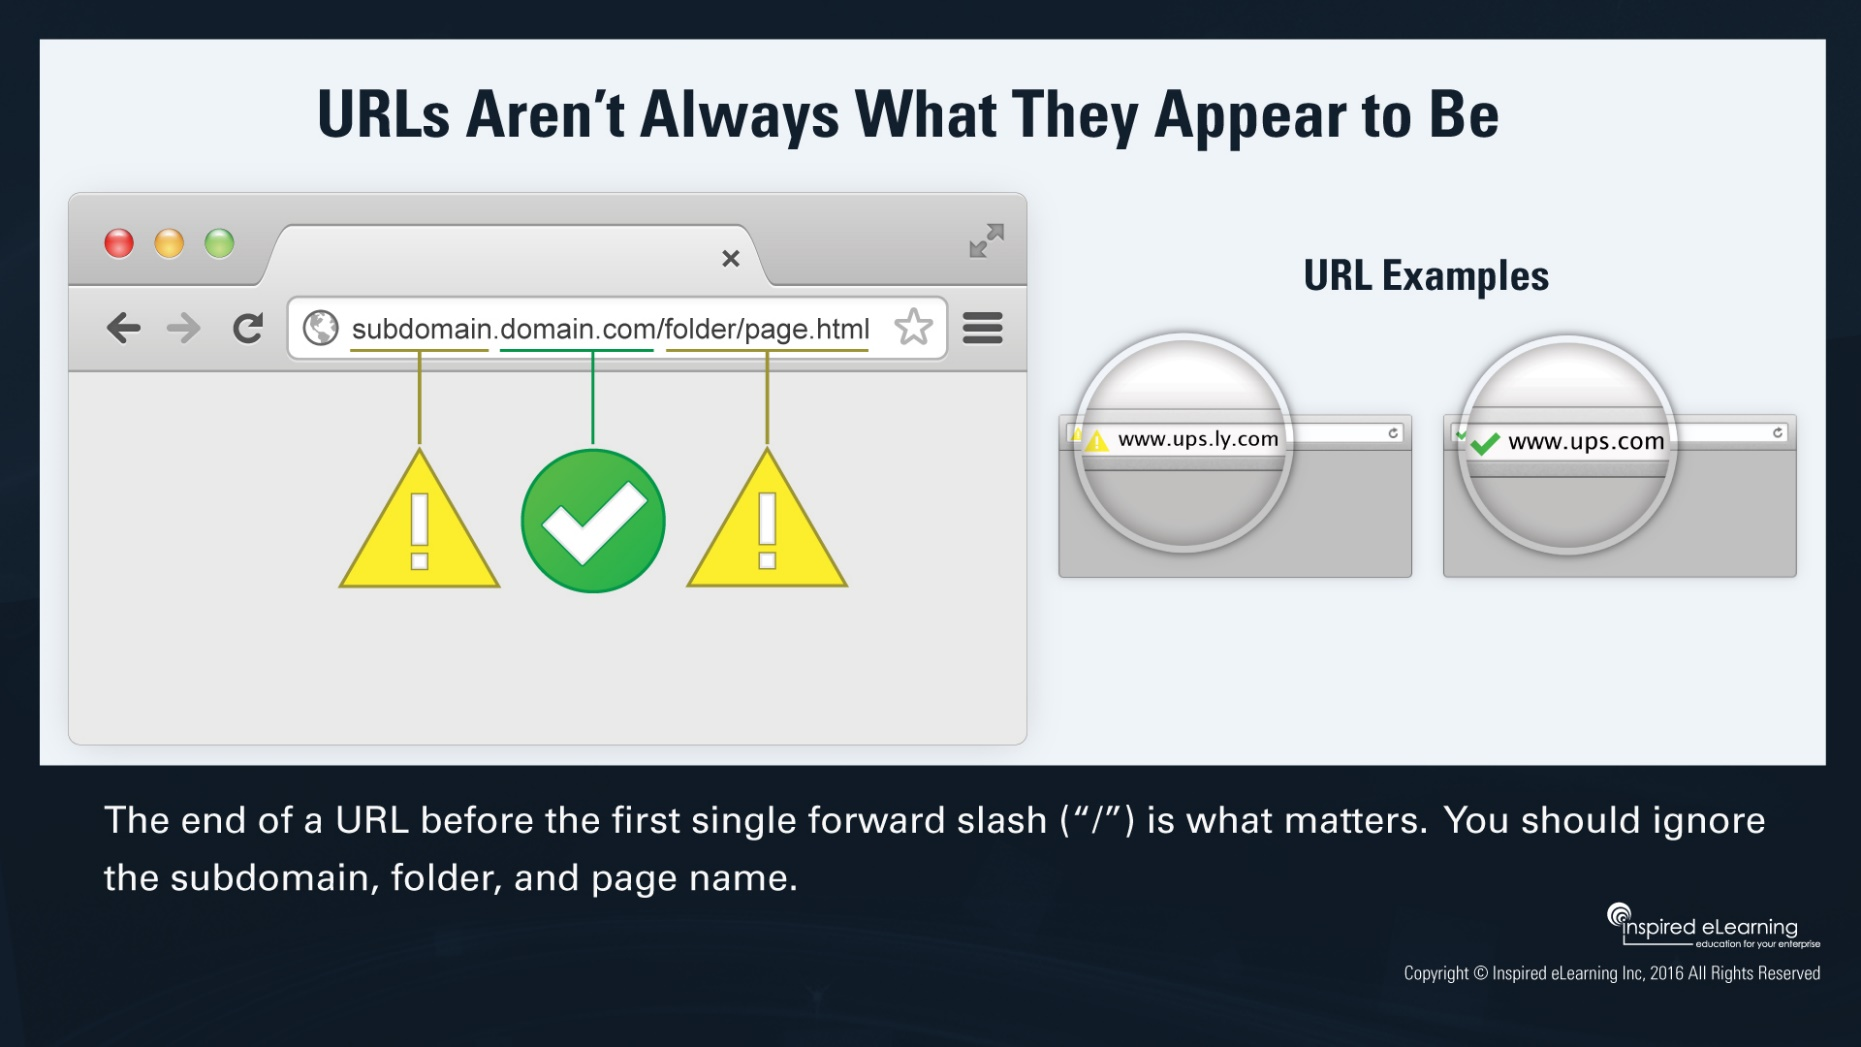 URLs Aren’t Always What They Appear to Be
subdomain.domain.com/folder/page.html
URL Examples
www.ups.ly.com
www.ups.com
The end of a URL before the first single forward slash (“/”) is what matters. You should ignore
the subdomain, folder, and page name.
inspired eLearning
education for your enterprise
Copyright © Inspired eLearning Inc, 2016 All Rights Reserved